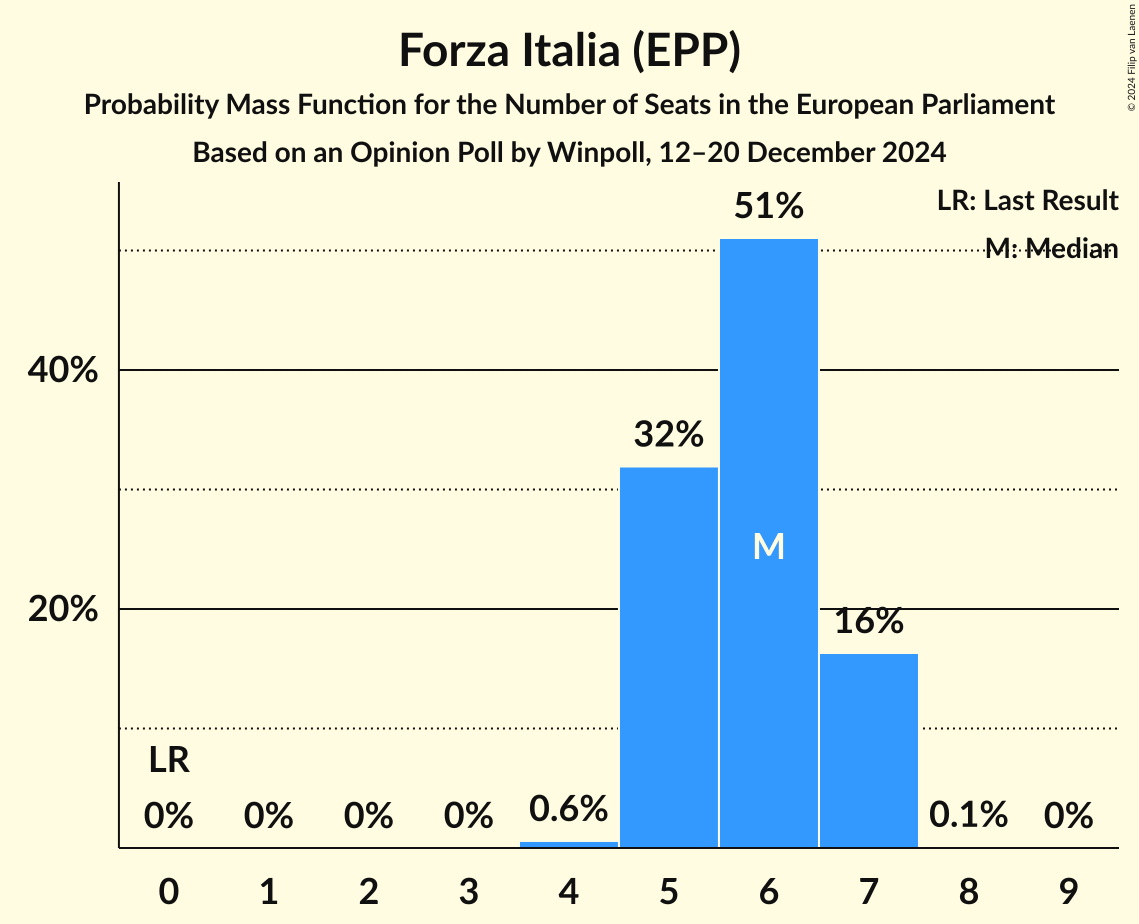 Forza Italia (EPP)
Probability Mass Function for the Number of Seats in the European Parliament
Based on an Opinion Poll by Winpoll, 12–20 December 2024
© 2024 Filip van Laenen
LR: Last Result
M: Median
51%
40%
32%
M
20%
16%
LR
0%
0%
0%
0%
0.6%
0.1%
0%
0
1
2
3
4
5
6
7
8
9